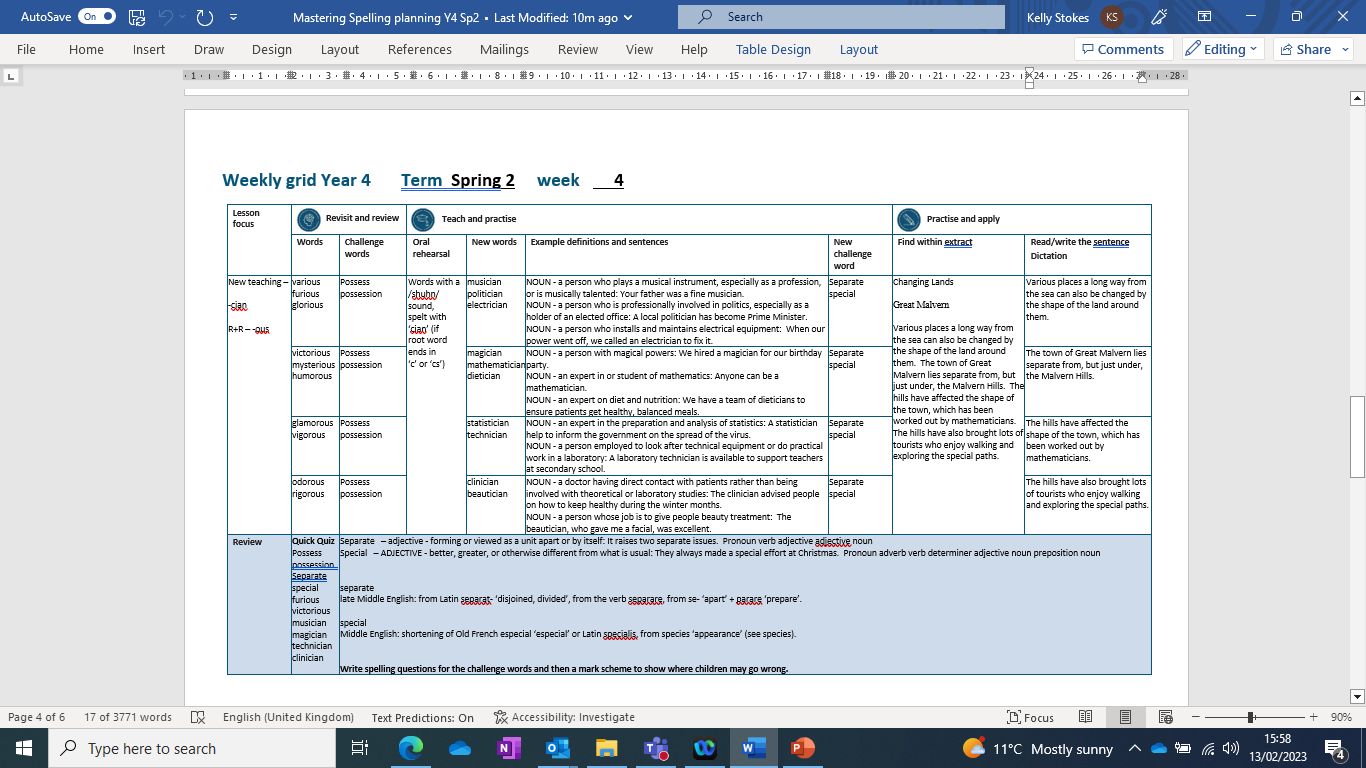 AutoSave On Mastering Spelling planning Y4 Sp2 • Last Modified: 10m ago Search Kelly Stokes KS
File Home Insert Draw Design Layout References Mailings Review View Help Table Design Layout Comments Editing Share
1 1 2 3 4 5 6 7 8 9 10 11 12 13 14 15 16 17 18 19 20 21 22 23 24 25 26 27 28
Weekly grid Year 4 Term Spring 2 week 4
Lesson
focus
Revisit and review
Teach and practise
Practise and apply
Words
Challenge
words
Oral
rehearsal
New words
Example definitions and sentences
New
challenge
word
Find within extract
Read/write the sentence
Dictation
New teaching –
-cian
R+R – -ous
various
furious
glorious
Possess
possession
Words with a
/shuhn/
sound,
spelt with
‘cian’ (if
root word
ends in
‘c’ or ‘cs’)
musician
politician
electrician
NOUN - a person who plays a musical instrument, especially as a profession,
or is musically talented: Your father was a fine musician.
NOUN - a person who is professionally involved in politics, especially as a
holder of an elected office: A local politician has become Prime Minister.
NOUN - a person who installs and maintains electrical equipment: When our
power went off, we called an electrician to fix it.
Separate
special
Changing Lands
Great Malvern
Various places a long way from
the sea can also be changed by
the shape of the land around
them. The town of Great
Malvern lies separate from, but
just under, the Malvern Hills. The
hills have affected the shape of
the town, which has been
worked out by mathematicians.
The hills have also brought lots of
tourists who enjoy walking and
exploring the special paths.
Various places a long way from
the sea can also be changed by
the shape of the land around
them.
victorious
mysterious
humorous
Possess
possession
magician
mathematician
dietician
NOUN - a person with magical powers: We hired a magician for our birthday
party.
NOUN - an expert in or student of mathematics: Anyone can be a
mathematician.
NOUN - an expert on diet and nutrition: We have a team of dieticians to
ensure patients get healthy, balanced meals.
Separate
special
The town of Great Malvern lies
separate from, but just under,
the Malvern Hills.
glamorous
vigorous
Possess
possession
statistician
technician
NOUN - an expert in the preparation and analysis of statistics: A statistician
help to inform the government on the spread of the virus.
NOUN - a person employed to look after technical equipment or do practical
work in a laboratory: A laboratory technician is available to support teachers
at secondary school.
Separate
special
The hills have affected the
shape of the town, which has
been worked out by
mathematicians.
odorous
rigorous
Possess
possession
clinician
beautician
NOUN - a doctor having direct contact with patients rather than being
involved with theoretical or laboratory studies: The clinician advised people
on how to keep healthy during the winter months.
NOUN - a person whose job is to give people beauty treatment: The
beautician, who gave me a facial, was excellent.
Separate
special
The hills have also brought lots
of tourists who enjoy walking
and exploring the special paths.
Review
Quick Quiz
Possess
possession
Separate
special
furious
victorious
musician
magician
technician
clinician
Separate – adjective - forming or viewed as a unit apart or by itself: It raises two separate issues. Pronoun verb adjective adjective noun
Special – ADJECTIVE - better, greater, or otherwise different from what is usual: They always made a special effort at Christmas. Pronoun adverb verb determiner adjective noun preposition noun
separate
late Middle English: from Latin separat- ‘disjoined, divided’, from the verb separare, from se- ‘apart’ + parare ‘prepare’.
special
Middle English: shortening of Old French especial ‘especial’ or Latin specialis, from species ‘appearance’ (see species).
Write spelling questions for the challenge words and then a mark scheme to show where children may go wrong.
Page 4 of 6 17 of 3771 words English (United Kingdom) Text Predictions: On Accessibility: Investigate Focus 90%
Type here to search 11°C Mostly sunny 15:58
13/02/2023 4